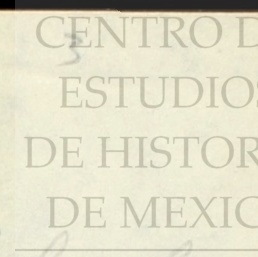 CENTRO D
ESTUDIOS
DE HISTOR
DE MEXIC